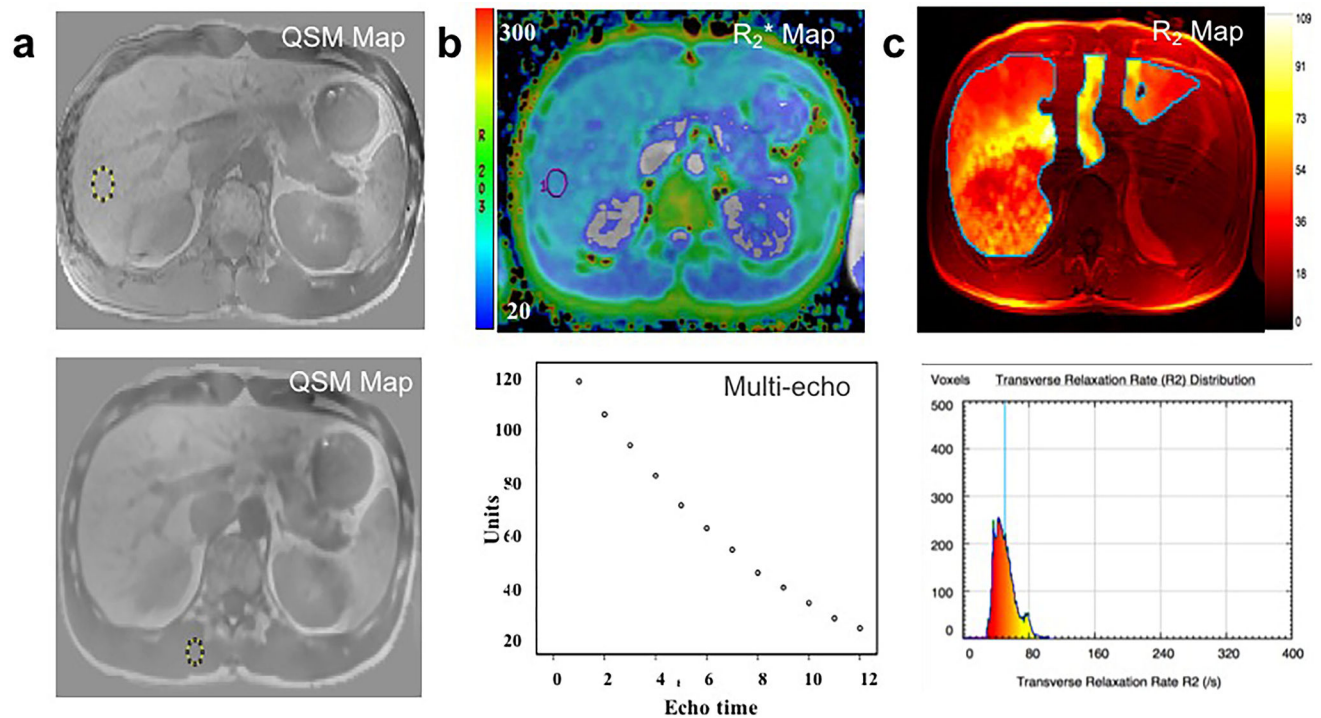 a
QSM Map
b
300
R₂* Map
R
203
20
c
R₂ Map
109
91
73
54
36
18
0
1
QSM Map
Multi-echo
120
100
80
60
40
20
Units
0 2 4 6 8 10 12
Echo time
Voxels Transverse Relaxation Rate (R2) Distribution
500
400
300
200
100
0
0 80 160 240 320 400
Transverse Relaxation Rate R2 (/s)